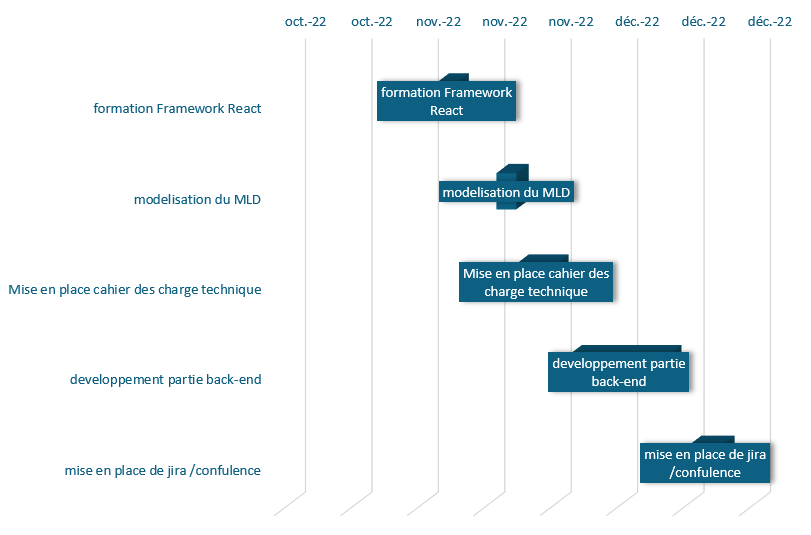 oct.-22 oct.-22 nov.-22 nov.-22 nov.-22 déc.-22 déc.-22 déc.-22
formation Framework React
formation Framework
React
modelisation du MLD
modelisation du MLD
Mise en place cahier des charge technique
Mise en place cahier des
charge technique
developpement partie back-end
developpement partie
back-end
mise en place de jira /confulence
mise en place de jira
/confulence